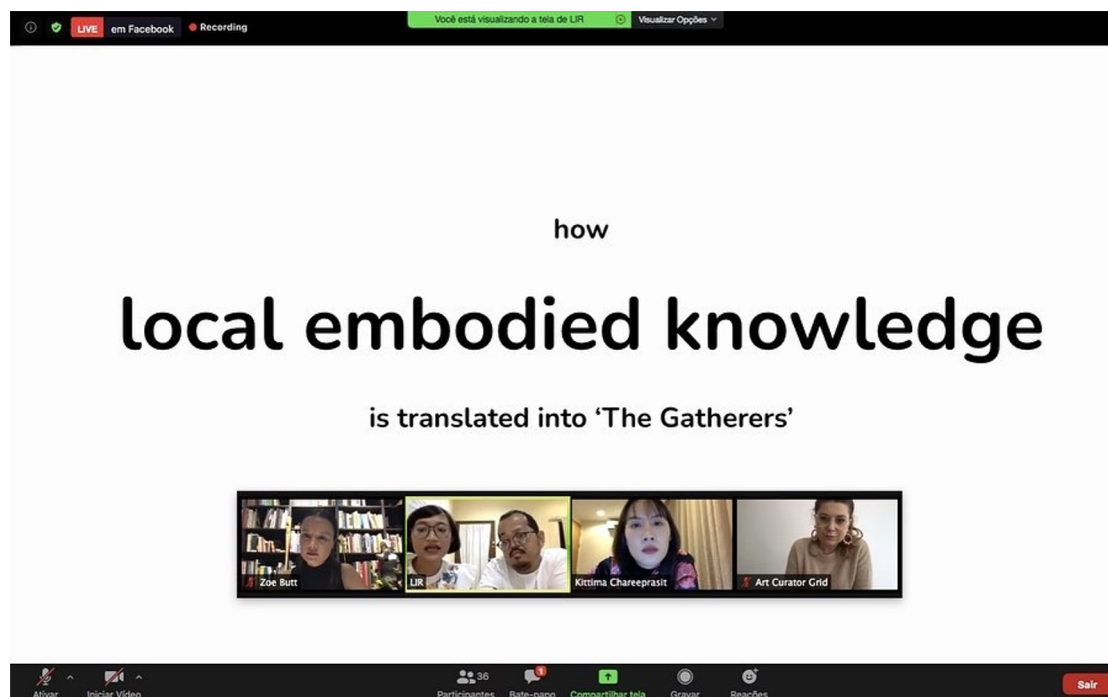 LIVE em Facebook Recording
Você está visualizando a tela de LIR Visualizar Opções
how
local embodied knowledge
is translated into ‘The Gatherers’
Zoe Butt LIR Kittima Chareeprasit Art Curator Grid
36 1
Ativar Iniciar Vídeo Participantes Bate-papo Compartilhar tela Gravar Reações Sair